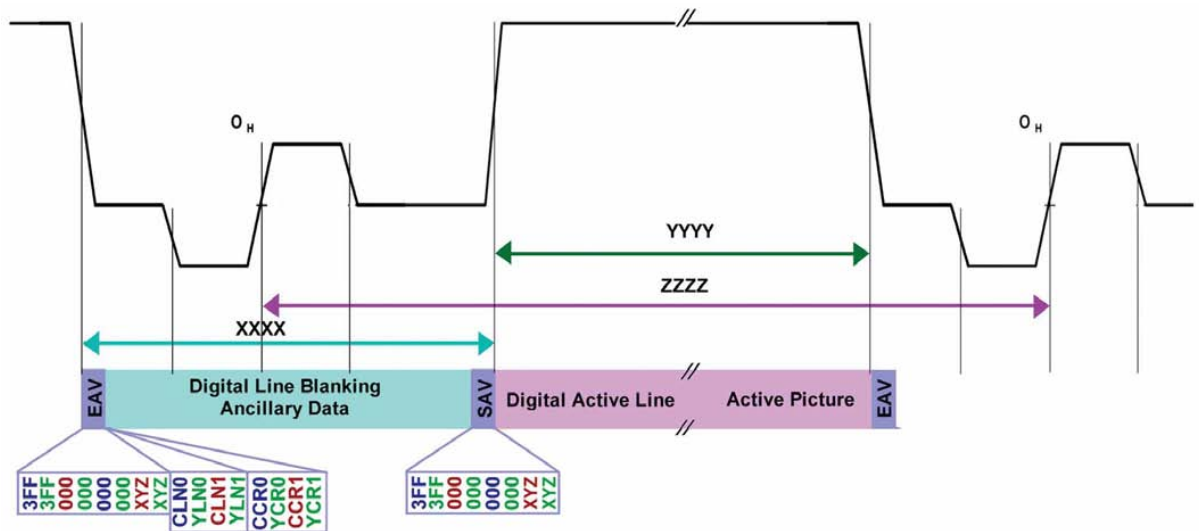 O H
O H
YYYY
ZZZZ
XXXX
EAV
Digital Line Blanking
Ancillary Data
SAV
Digital Active Line
Active Picture
EAV
3FF
3FF
000
000
000
000
XYZ
XYZ
CLN0
YLN0
CLN1
YLN1
CCR0
YCR0
CCR1
YCR1
3FF
3FF
000
000
000
000
XYZ
XYZ